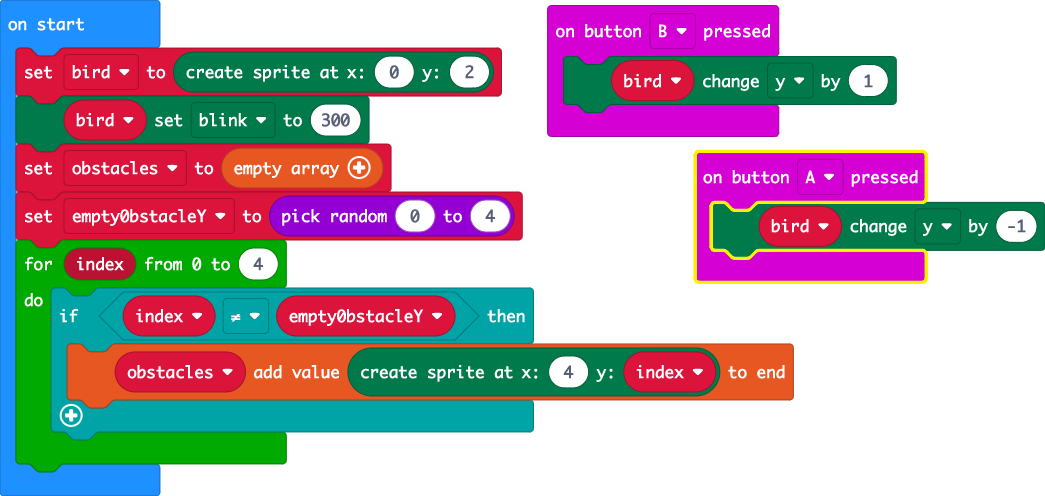 on start
set bird to create sprite at x: 0 y: 2
bird set blink to 300
set obstacles to empty array
set empty0bstacleY to pick random 0 to 4
for index from 0 to 4
do
if index ≠ empty0bstacleY then
obstacles add value create sprite at x: 4 y: index to end
on button B pressed
bird change y by 1
on button A pressed
bird change y by -1